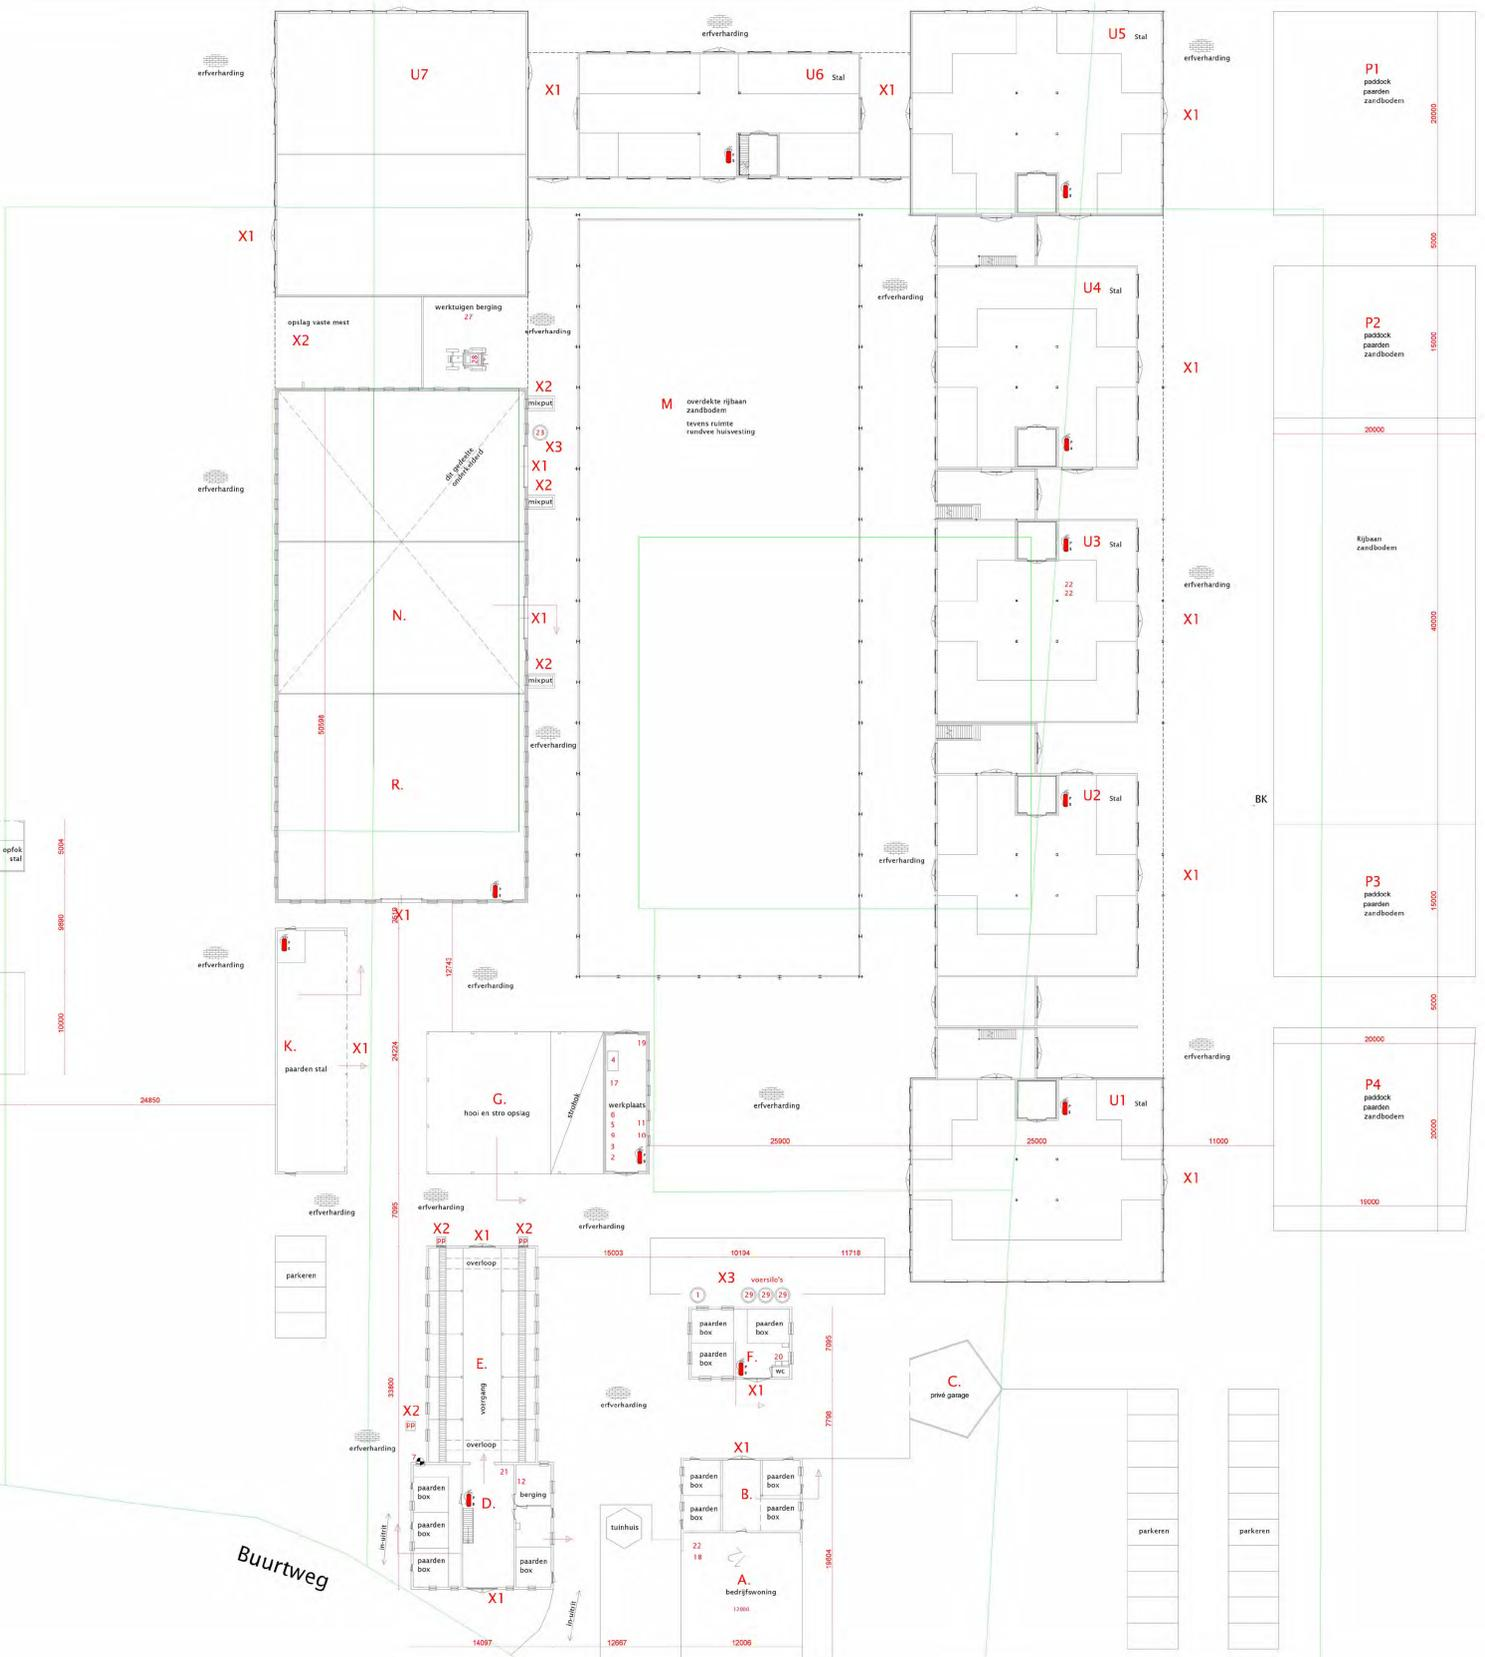 erfverharding
U5 Stal
erfverharding
erfverharding
U7
U6 Stal
P1
paddock
paarden
zandbodem
X1
X1
X1
20000
X1
5000
erfverharding
U4 Stal
opslag vaste mest
X2
werktuigen berging
27
28
erfverharding
P2
paddock
paarden
zandbodem
15000
X1
X2
mixput
M
overdekte rijbaan
zandbodem
tevens ruimte
rundvee huisvesting
23
X3
20000
dit gedeelte
onderkelderd
X1
X2
mixput
erfverharding
U3 Stal
Rijbaan
zandbodem
erfverharding
22
22
N.
X1
X1
40000
X2
mixput
50598
erfverharding
R.
U2 Stal
BK
opfok
stal
5004
erfverharding
X1
P3
paddock
paarden
zandbodem
15000
X1
9890
erfverharding
12743
erfverharding
5000
10000
K.
paarden stal
X1
24224
19
4
17
werkplaats
6
5
9
3
2
11
10
erfverharding
20000
G.
hooi en stro opslag
strohok
24850
erfverharding
U1 Stal
P4
paddock
paarden
zandbodem
20000
25900
25000
11000
X1
19000
erfverharding
erfverharding
erfverharding
7095
X2
pp
X1
X2
pp
overloop
15003
10194
11718
parkeren
X3
voersilo's
1
29
29
29
paarden
box
paarden
box
paarden
box
F.
20
wc
X1
7095
E.
voergang
33800
erfverharding
C.
privé garage
7798
X2
pp
erfverharding
overloop
X1
7
21
12
berging
paarden
box
D.
paarden
box
paarden
box
paarden
box
paarden
box
paarden
box
B.
paarden
box
paarden
box
in-uitrit
Buurtweg
tuinhuis
22
18
A.
bedrijfswoning
12000
19604
parkeren
parkeren
X1
in-uitrit
14097
12667
12006